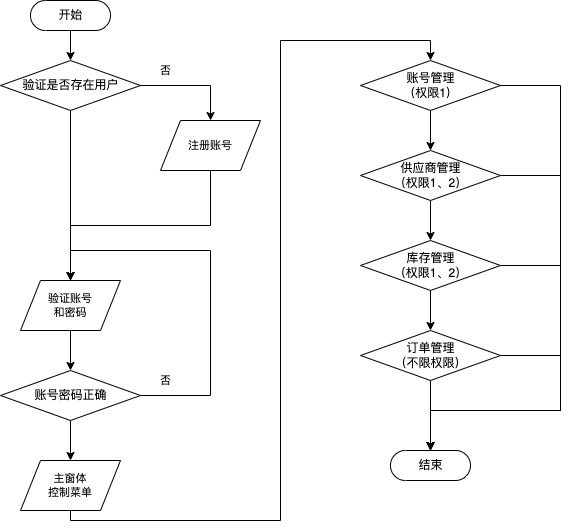 开始
验证是否存在用户
否
注册账号
验证账号
和密码
账号密码正确
否
主窗体
控制菜单
账号管理
(权限1)
供应商管理
(权限1、2)
库存管理
(权限1、2)
订单管理
(不限权限)
结束